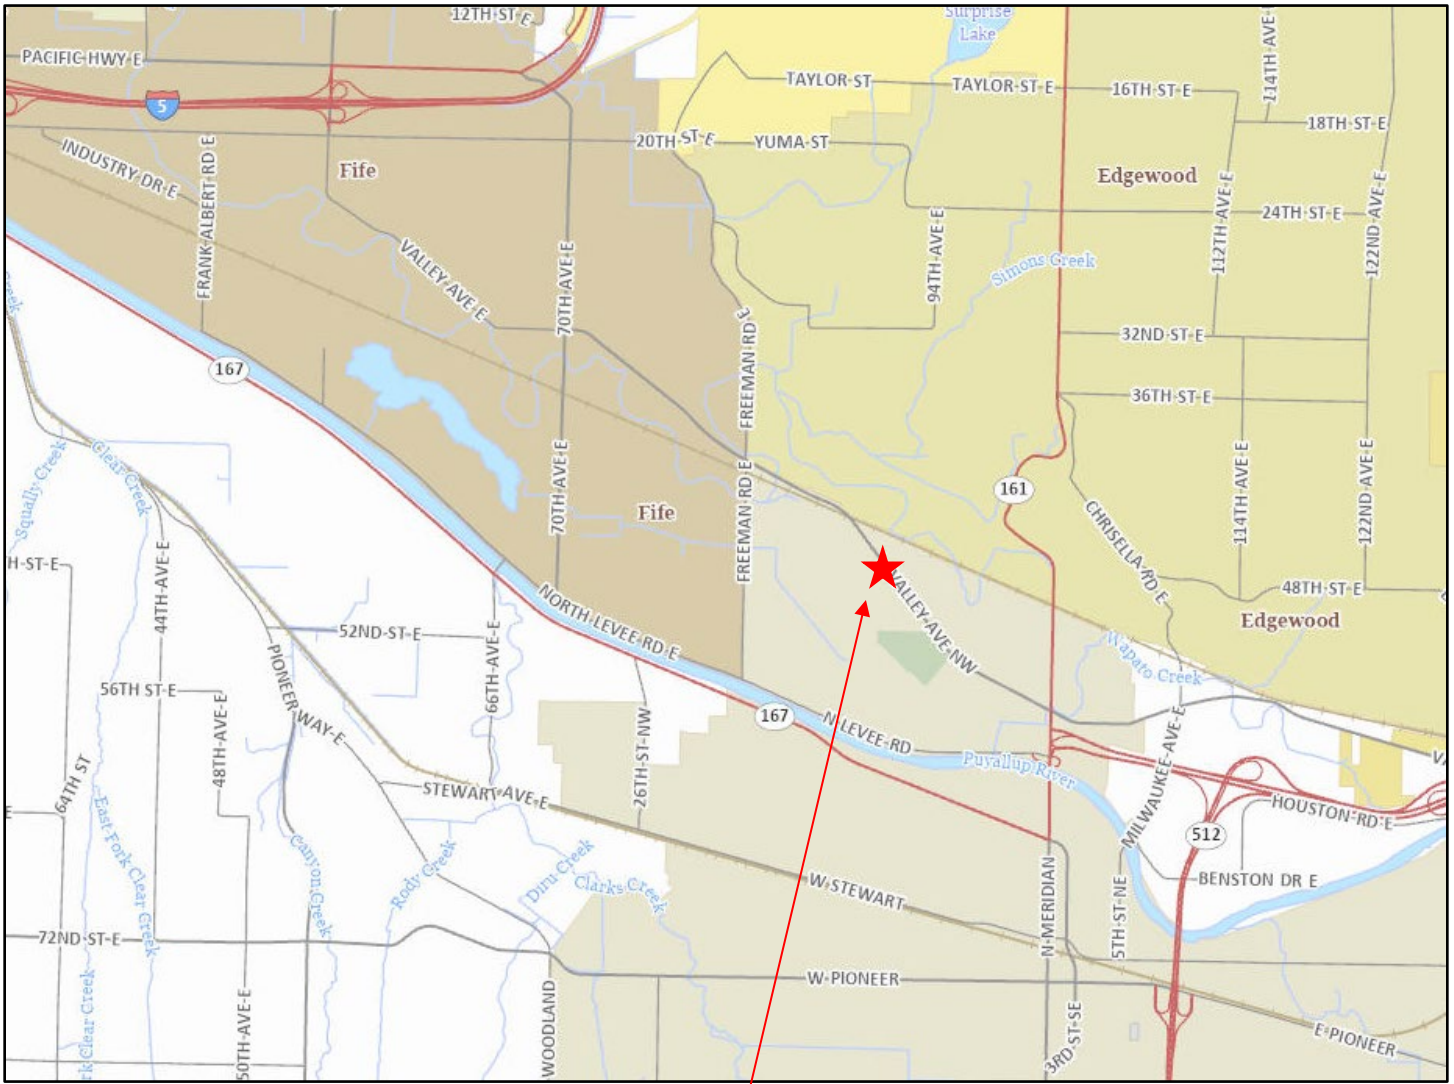 12TH ST E
Surprise
Lake
PACIFIC HWY E
TAYLOR ST
TAYLOR ST E
16TH ST E
114TH AVE
5
18TH ST E
20TH ST E
YUMA ST
INDUSTRY DR E
FRANK ALBERT RD E
Fife
Edgewood
24TH ST E
112TH AVE E
122ND AVE E
VALLEY AVE E
70TH AVE E
94TH AVE E
Simons Creek
Creek
FREEMAN RD E
32ND ST E
167
36TH ST E
Squally Creek
Clear Creek
70TH AVE E
FREEMAN RD E
161
114TH AVE E
122ND AVE E
Fife
CHRISELLA RD E
H ST E
44TH AVE E
VALLEY AVE NW
48TH ST E
NORTH LEVEE RD E
52ND ST E
66TH AVE E
Edgewood
PIONEER WAY E
Wapato Creek
56TH ST E
48TH AVE E
26TH ST NW
167
N LEVEE RD
Puyallup River
MILWAUKEE AVE E
VA
64TH ST
STEWART AVE E
HOUSTON RD E
512
E
East Fork Clear Creek
Canyon Creek
Rody Creek
Diru Creek
Clarks Creek
W STEWART
N MERIDIAN
5TH ST NE
BENSTON DR E
72ND ST E
W PIONEER
rk Clear Creek
50TH AVE E
WOODLAND
3RD ST SE
E PIONEER